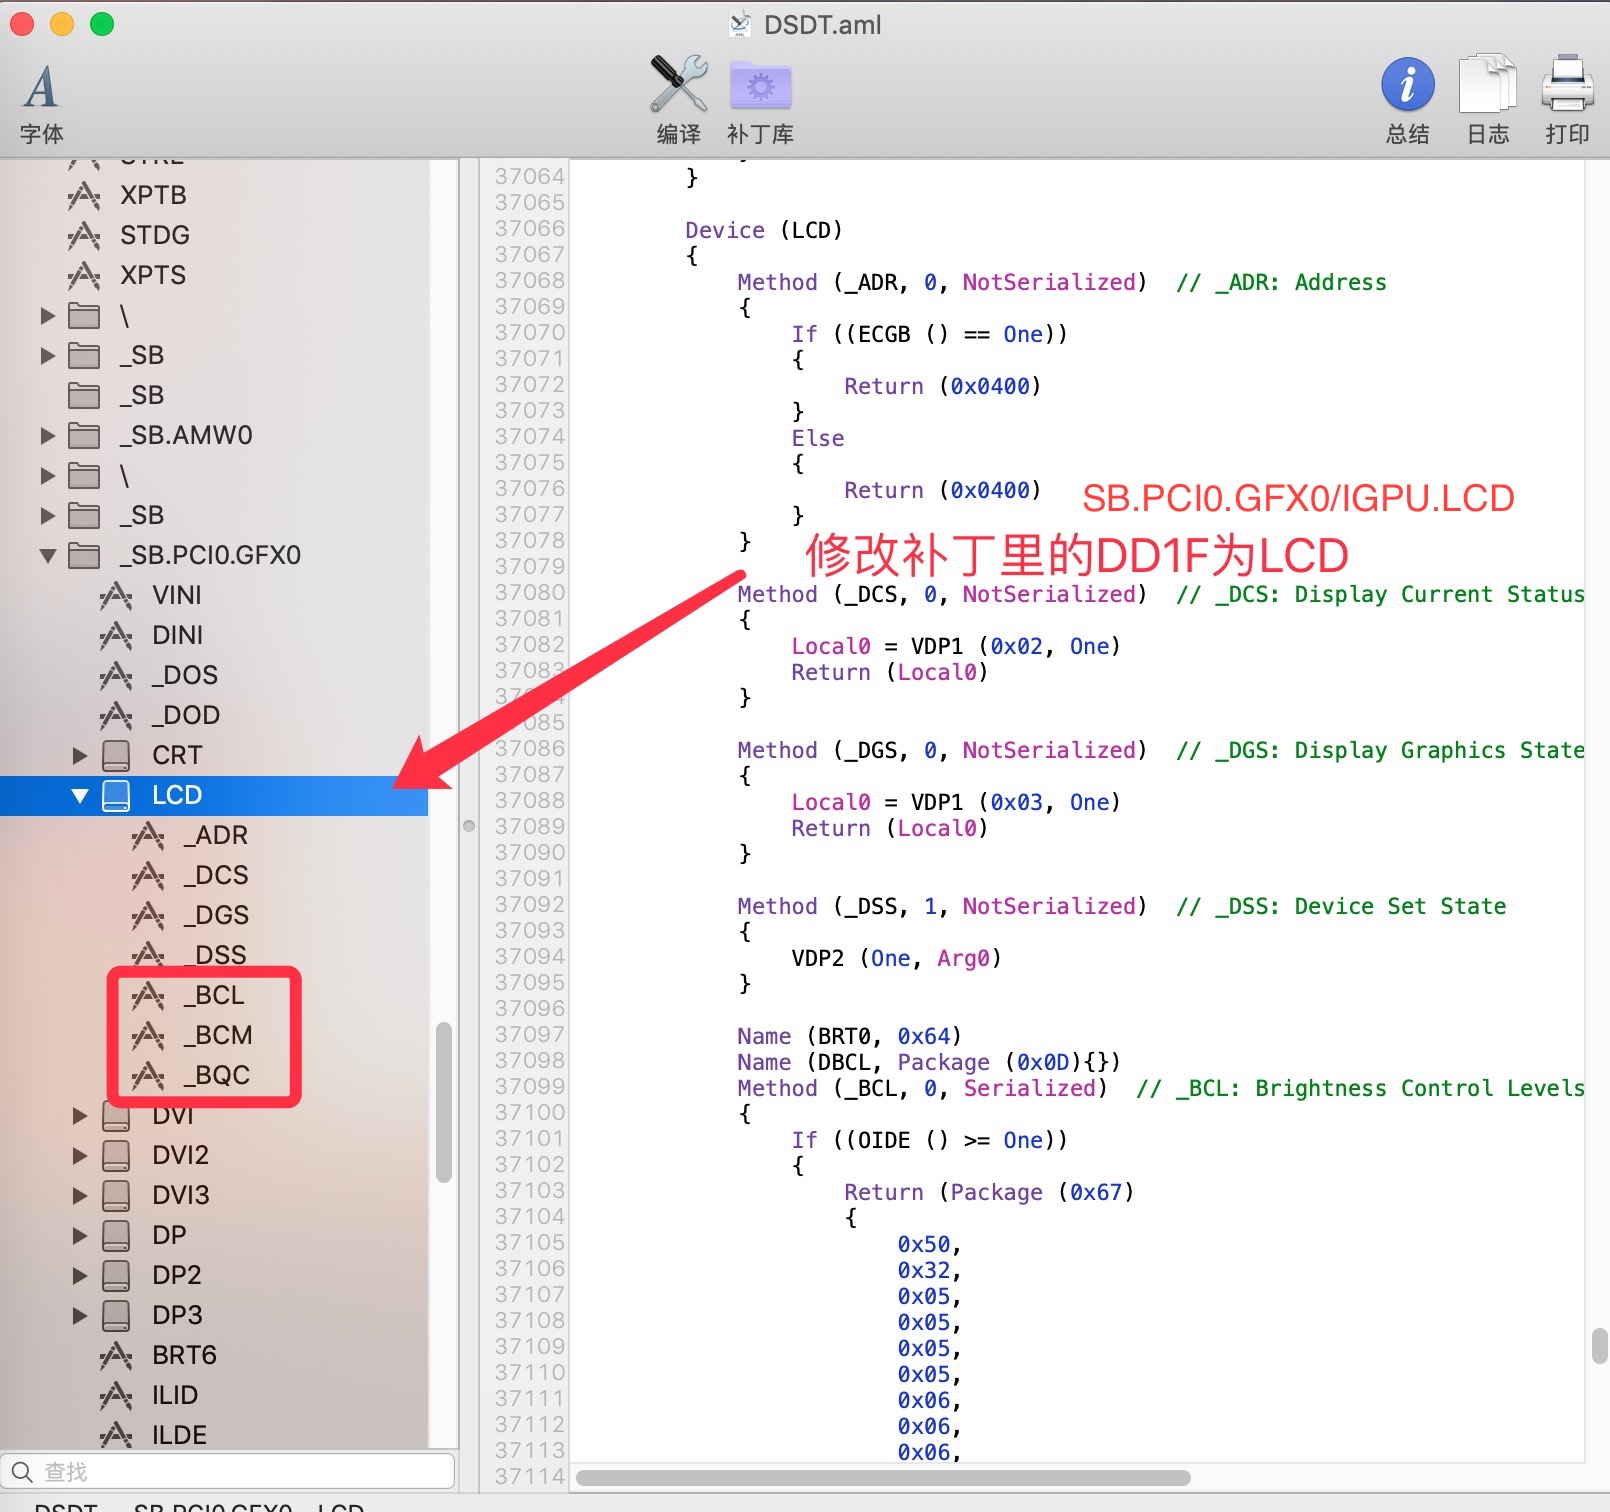 DSDT.aml
字体
编译
补丁库
总结
日志
打印
XPTB
STDG
XPTS
\
_SB
_SB
_SB.AMW0
\
_SB
_SB.PCI0.GFX0
VINI
DINI
_DOS
_DOD
CRT
LCD
_ADR
_DCS
_DGS
_DSS
_BCL
_BCM
_BQC
DVI
DVI2
DVI3
DP
DP2
DP3
BRT6
ILID
ILDE
查找
37064 }
37065
37066 Device (LCD)
37067 {
37068 Method (_ADR, 0, NotSerialized) // _ADR: Address
37069 {
37070 If ((ECGB () == One))
37071 {
37072 Return (0x0400)
37073 }
37074 Else
37075 {
37076 Return (0x0400)
SB.PCI0.GFX0/IGPU.LCD
37077 }
37078 }
修改补丁里的DD1F为LCD
37079
37080 Method (_DCS, 0, NotSerialized) // _DCS: Display Current Status
37081 {
37082 Local0 = VDP1 (0x02, One)
37083 Return (Local0)
}
37086 Method (_DGS, 0, NotSerialized) // _DGS: Display Graphics State
37087 {
37088 Local0 = VDP1 (0x03, One)
37089 Return (Local0)
37090 }
37091
37092 Method (_DSS, 1, NotSerialized) // _DSS: Device Set State
37093 {
37094 VDP2 (One, Arg0)
37095 }
37096
37097 Name (BRT0, 0x64)
37098 Name (DBCL, Package (0x0D){})
37099 Method (_BCL, 0, Serialized) // _BCL: Brightness Control Levels
37100 {
37101 If ((OIDE () >= One))
37102 {
37103 Return (Package (0x67)
37104 {
37105 0x50,
37106 0x32,
37107 0x05,
37108 0x05,
37109 0x05,
37110 0x05,
37111 0x06,
37112 0x06,
37113 0x06,
37114